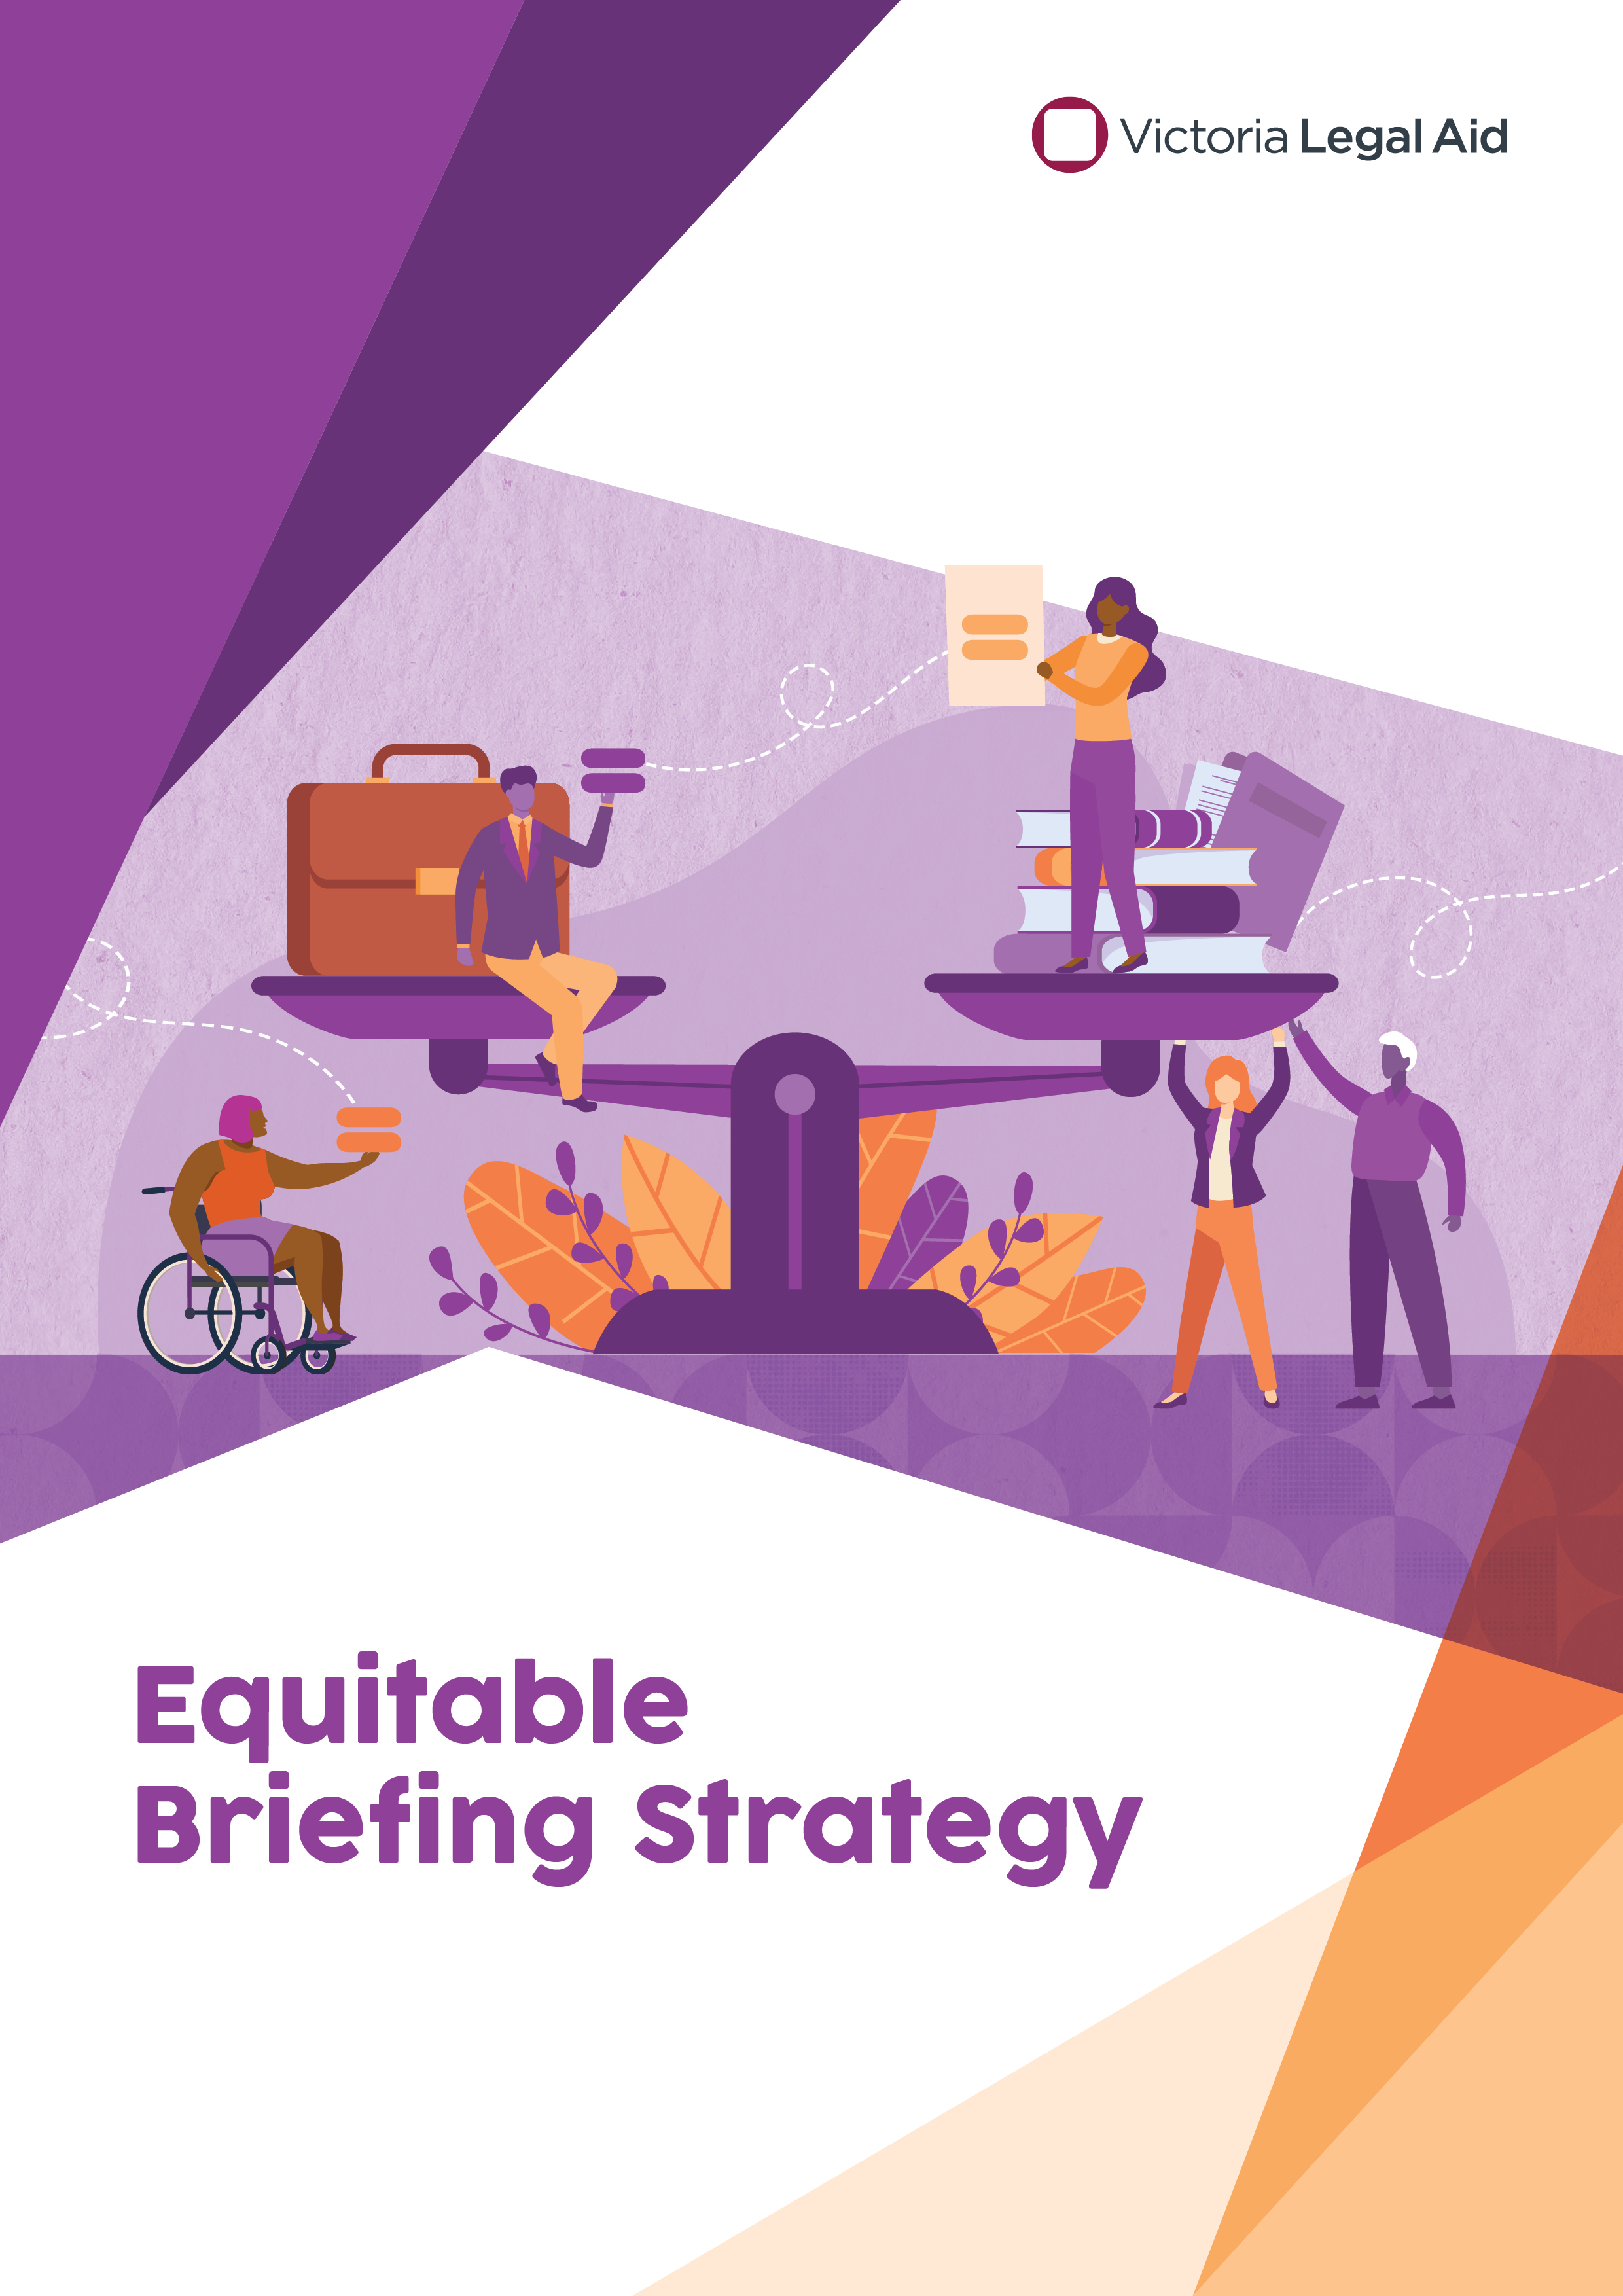 Victoria Legal Aid
Equitable
Briefing Strategy